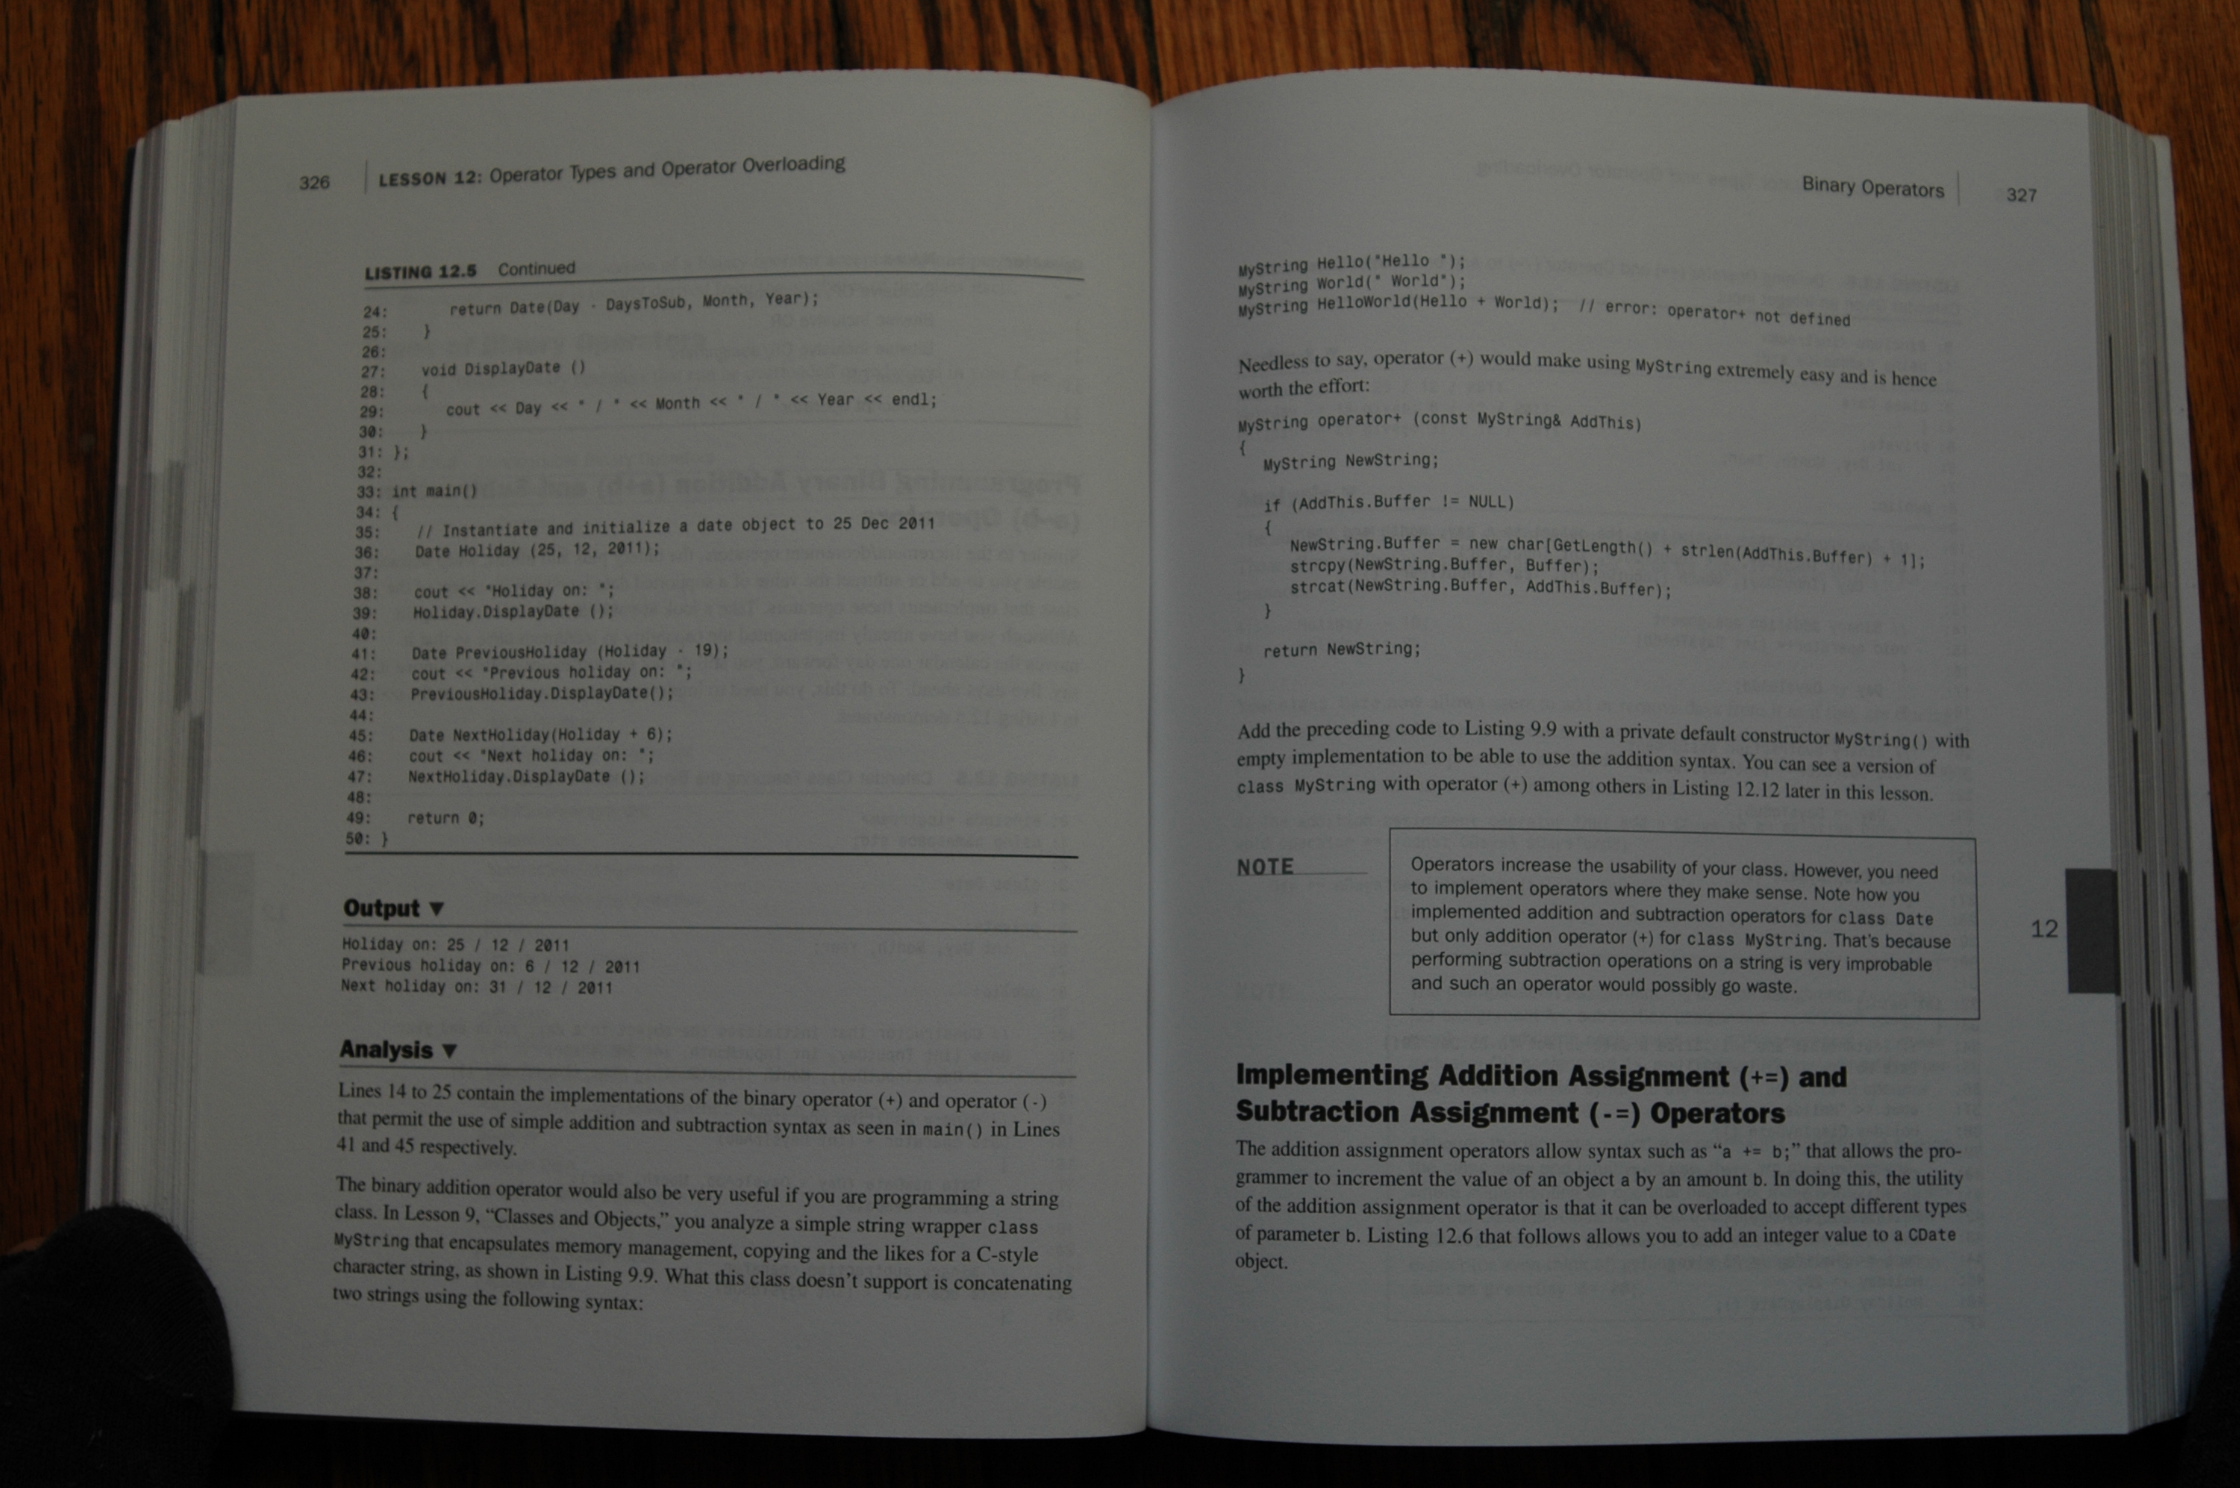 326 LESSON 12: Operator Types and Operator Overloading
LISTING 12.5 Continued
24: return Date(Day - DaysToSub, Month, Year);
25: }
26:
27: void DisplayDate ()
28: {
29: cout << Day << " / " << Month << " / " << Year << endl;
30: }
31: };
32:
33: int main()
34: {
35: // Instantiate and initialize a date object to 25 Dec 2011
36: Date Holiday (25, 12, 2011);
37:
38: cout << "Holiday on: ";
39: Holiday.DisplayDate ();
40:
41: Date PreviousHoliday (Holiday - 19);
42: cout << "Previous holiday on: ";
43: PreviousHoliday.DisplayDate();
44:
45: Date NextHoliday(Holiday + 6);
46: cout << "Next holiday on: ";
47: NextHoliday.DisplayDate ();
48:
49: return 0;
50: }
Output ▼
Holiday on: 25 / 12 / 2011
Previous holiday on: 6 / 12 / 2011
Next holiday on: 31 / 12 / 2011
Analysis ▼
Lines 14 to 25 contain the implementations of the binary operator (+) and operator (-)
that permit the use of simple addition and subtraction syntax as seen in main() in Lines
41 and 45 respectively.
The binary addition operator would also be very useful if you are programming a string
class. In Lesson 9, “Classes and Objects,” you analyze a simple string wrapper class
MyString that encapsulates memory management, copying and the likes for a C-style
character string, as shown in Listing 9.9. What this class doesn’t support is concatenating
two strings using the following syntax:
Binary Operators 327
MyString Hello("Hello ");
MyString World(" World");
MyString HelloWorld(Hello + World); // error: operator+ not defined
Needless to say, operator (+) would make using MyString extremely easy and is hence
worth the effort:
MyString operator+ (const MyString& AddThis)
{
MyString NewString;
if (AddThis.Buffer != NULL)
{
NewString.Buffer = new char[GetLength() + strlen(AddThis.Buffer) + 1];
strcpy(NewString.Buffer, Buffer);
strcat(NewString.Buffer, AddThis.Buffer);
}
return NewString;
}
Add the preceding code to Listing 9.9 with a private default constructor MyString() with
empty implementation to be able to use the addition syntax. You can see a version of
class MyString with operator (+) among others in Listing 12.12 later in this lesson.
NOTE
Operators increase the usability of your class. However, you need
to implement operators where they make sense. Note how you
implemented addition and subtraction operators for class Date
but only addition operator (+) for class MyString. That’s because
performing subtraction operations on a string is very improbable
and such an operator would possibly go waste.
12
Implementing Addition Assignment (+=) and
Subtraction Assignment (-=) Operators
The addition assignment operators allow syntax such as “a += b;” that allows the pro-
grammer to increment the value of an object a by an amount b. In doing this, the utility
of the addition assignment operator is that it can be overloaded to accept different types
of parameter b. Listing 12.6 that follows allows you to add an integer value to a CDate
object.